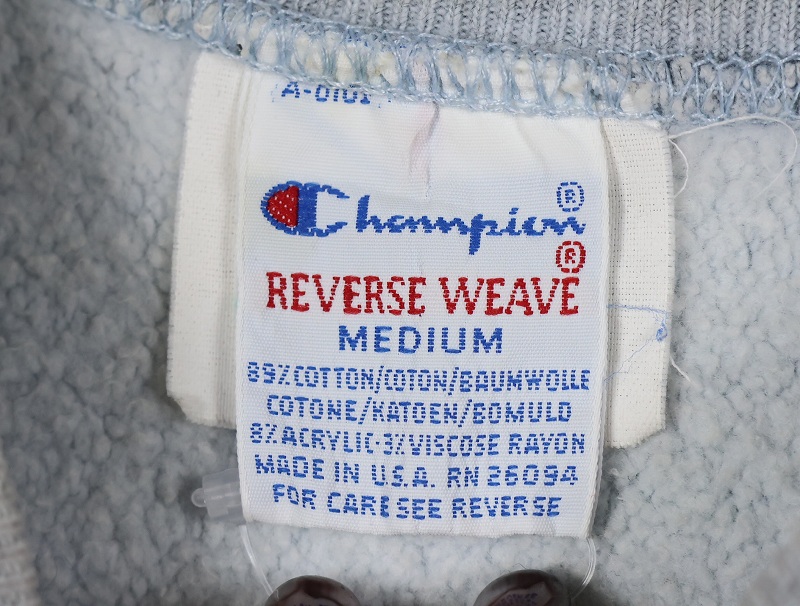 A-0101
Champion®
®
REVERSE WEAVE
MEDIUM
89% COTTON/COTON/BAUMWOLLE
COTONE/KATOEN/BOMULD
8% ACRYLIC·3% VISCOSE RAYON
MADE IN U.S.A. RN 26094
FOR CARE SEE REVERSE